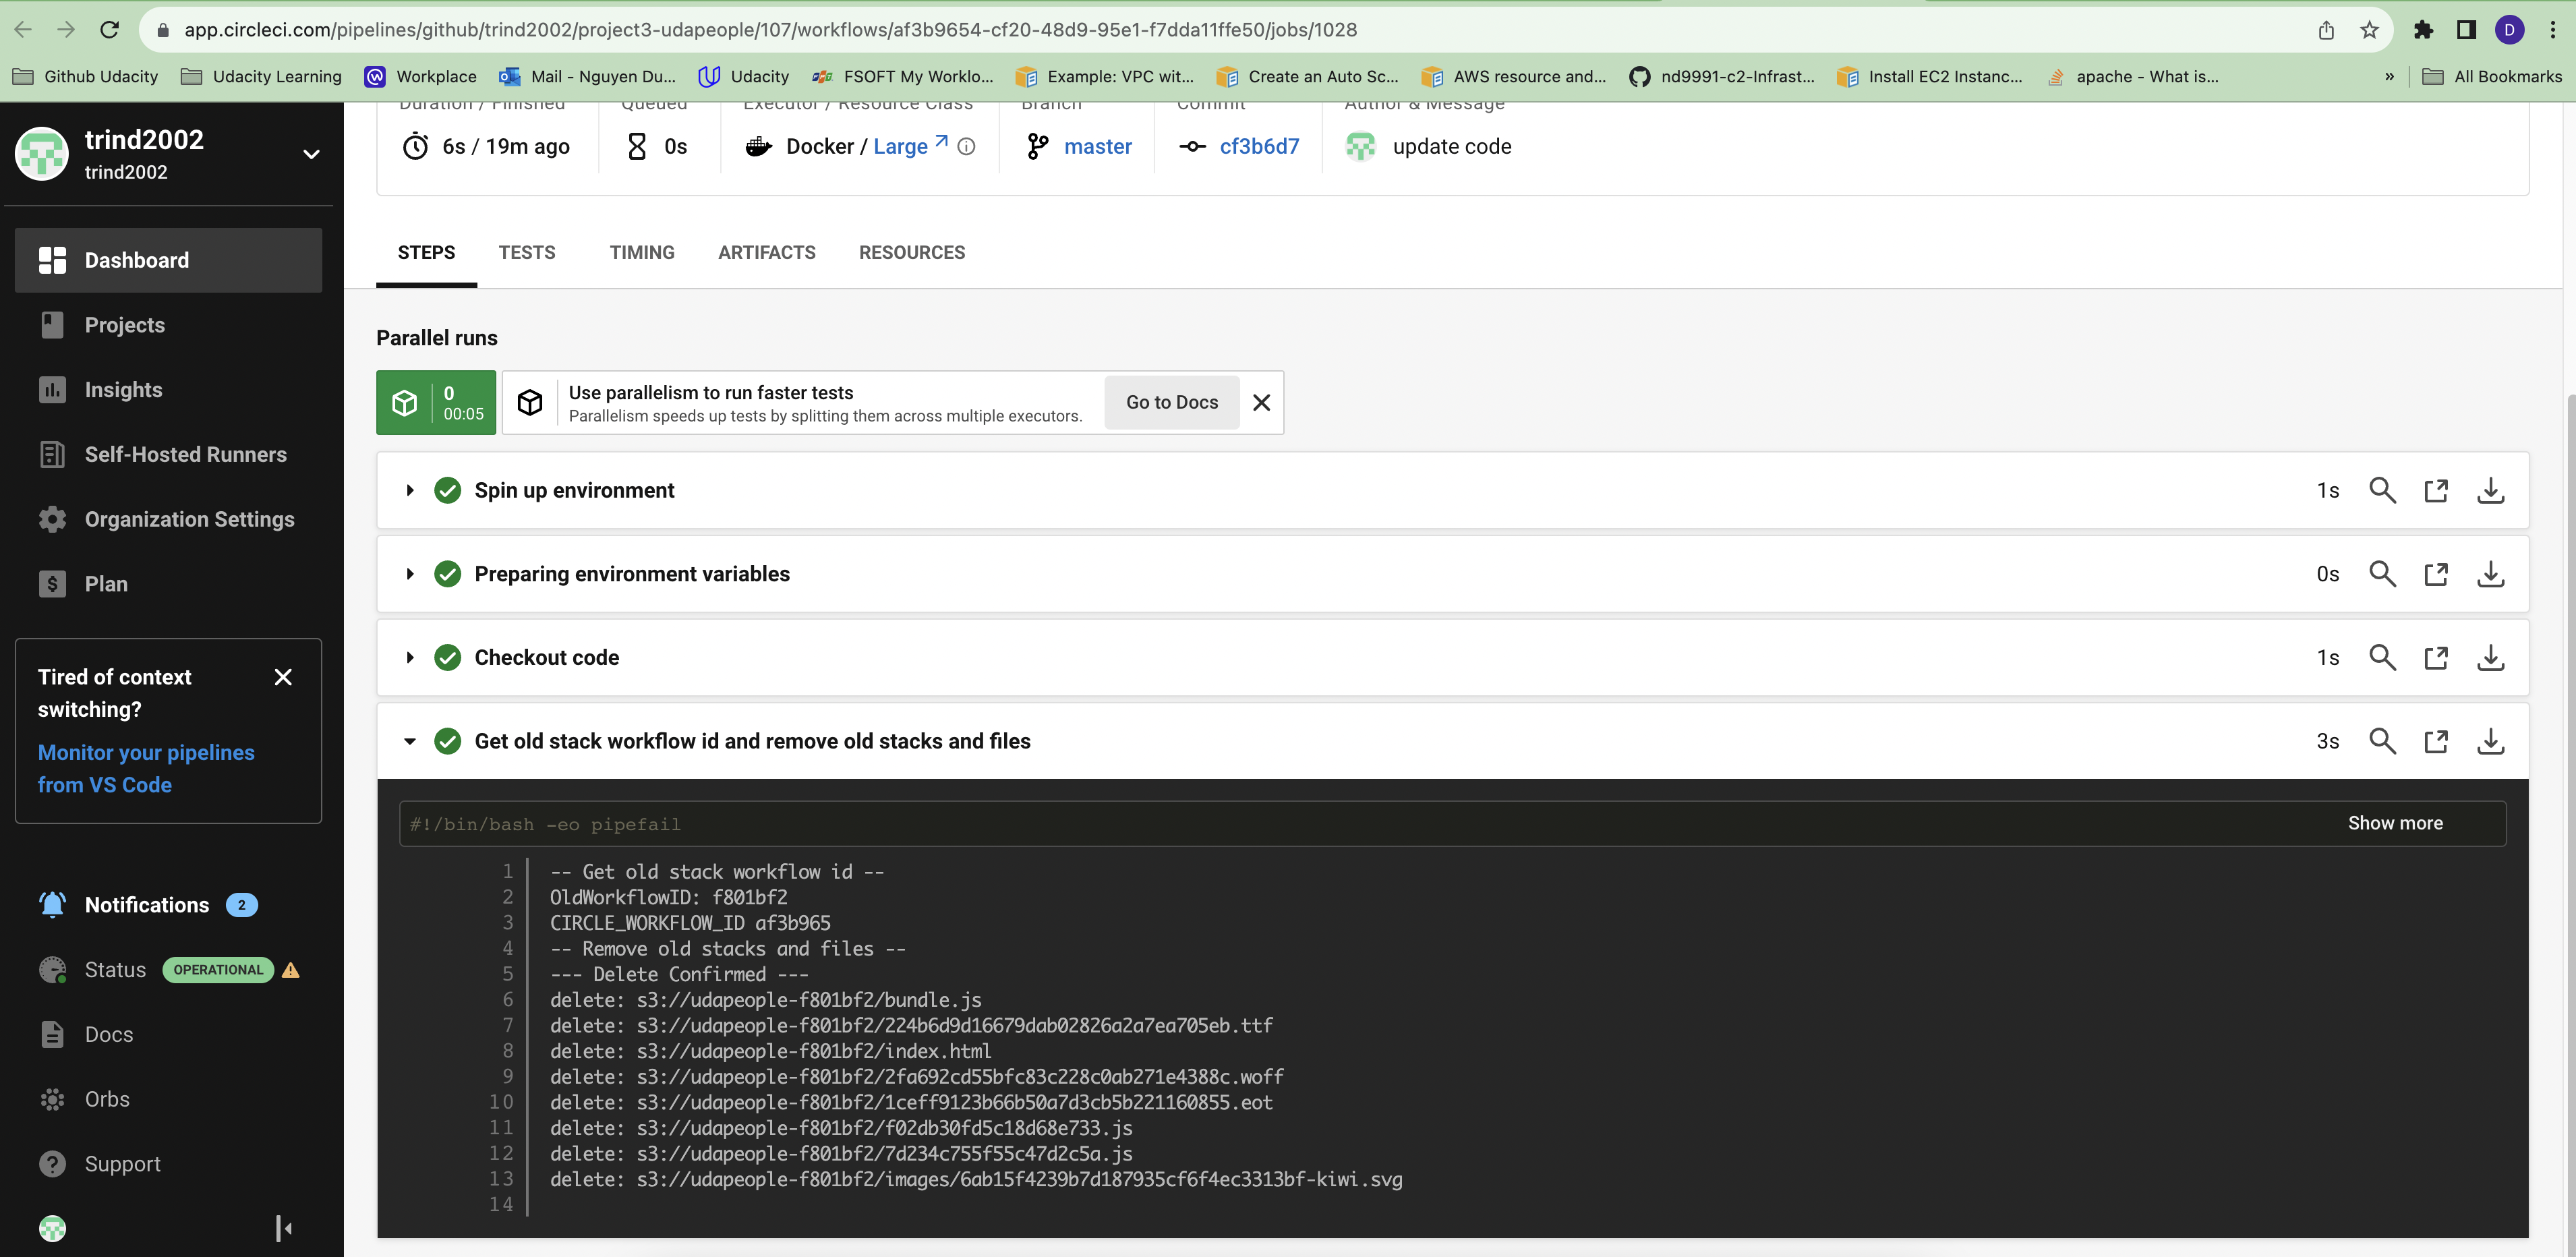 app.circleci.com/pipelines/github/trind2002/project3-udapeople/107/workflows/af3b9654-cf20-48d9-95e1-f7dda11ffe50/jobs/1028
D
Github Udacity
Udacity Learning
Workplace
Mail - Nguyen Du...
Udacity
FSOFT My Worklo...
Example: VPC wit...
Create an Auto Sc...
AWS resource and...
nd9991-c2-Infrast...
Install EC2 Instanc...
apache - What is...
»
All Bookmarks
trind2002
trind2002
Dashboard
Projects
Insights
Self-Hosted Runners
Organization Settings
Plan
Tired of context
switching?
Monitor your pipelines
from VS Code
Notifications 2
Status OPERATIONAL
Docs
Orbs
Support
Duration / Finished
Queued
Executor / Resource Class
Branch
Commit
Author & Message
6s / 19m ago
0s
Docker / Large
master
cf3b6d7
update code
STEPS
TESTS
TIMING
ARTIFACTS
RESOURCES
Parallel runs
0
00:05
Use parallelism to run faster tests
Parallelism speeds up tests by splitting them across multiple executors.
Go to Docs
Spin up environment 1s
Preparing environment variables 0s
Checkout code 1s
Get old stack workflow id and remove old stacks and files 3s
#!/bin/bash -eo pipefail
Show more
1 -- Get old stack workflow id --
2 OldWorkflowID: f801bf2
3 CIRCLE_WORKFLOW_ID af3b965
4 -- Remove old stacks and files --
5 --- Delete Confirmed ---
6 delete: s3://udapeople-f801bf2/bundle.js
7 delete: s3://udapeople-f801bf2/224b6d9d16679dab02826a2a7ea705eb.ttf
8 delete: s3://udapeople-f801bf2/index.html
9 delete: s3://udapeople-f801bf2/2fa692cd55bfc83c228c0ab271e4388c.woff
10 delete: s3://udapeople-f801bf2/1ceff9123b66b50a7d3cb5b221160855.eot
11 delete: s3://udapeople-f801bf2/f02db30fd5c18d68e733.js
12 delete: s3://udapeople-f801bf2/7d234c755f55c47d2c5a.js
13 delete: s3://udapeople-f801bf2/images/6ab15f4239b7d187935cf6f4ec3313bf-kiwi.svg
14